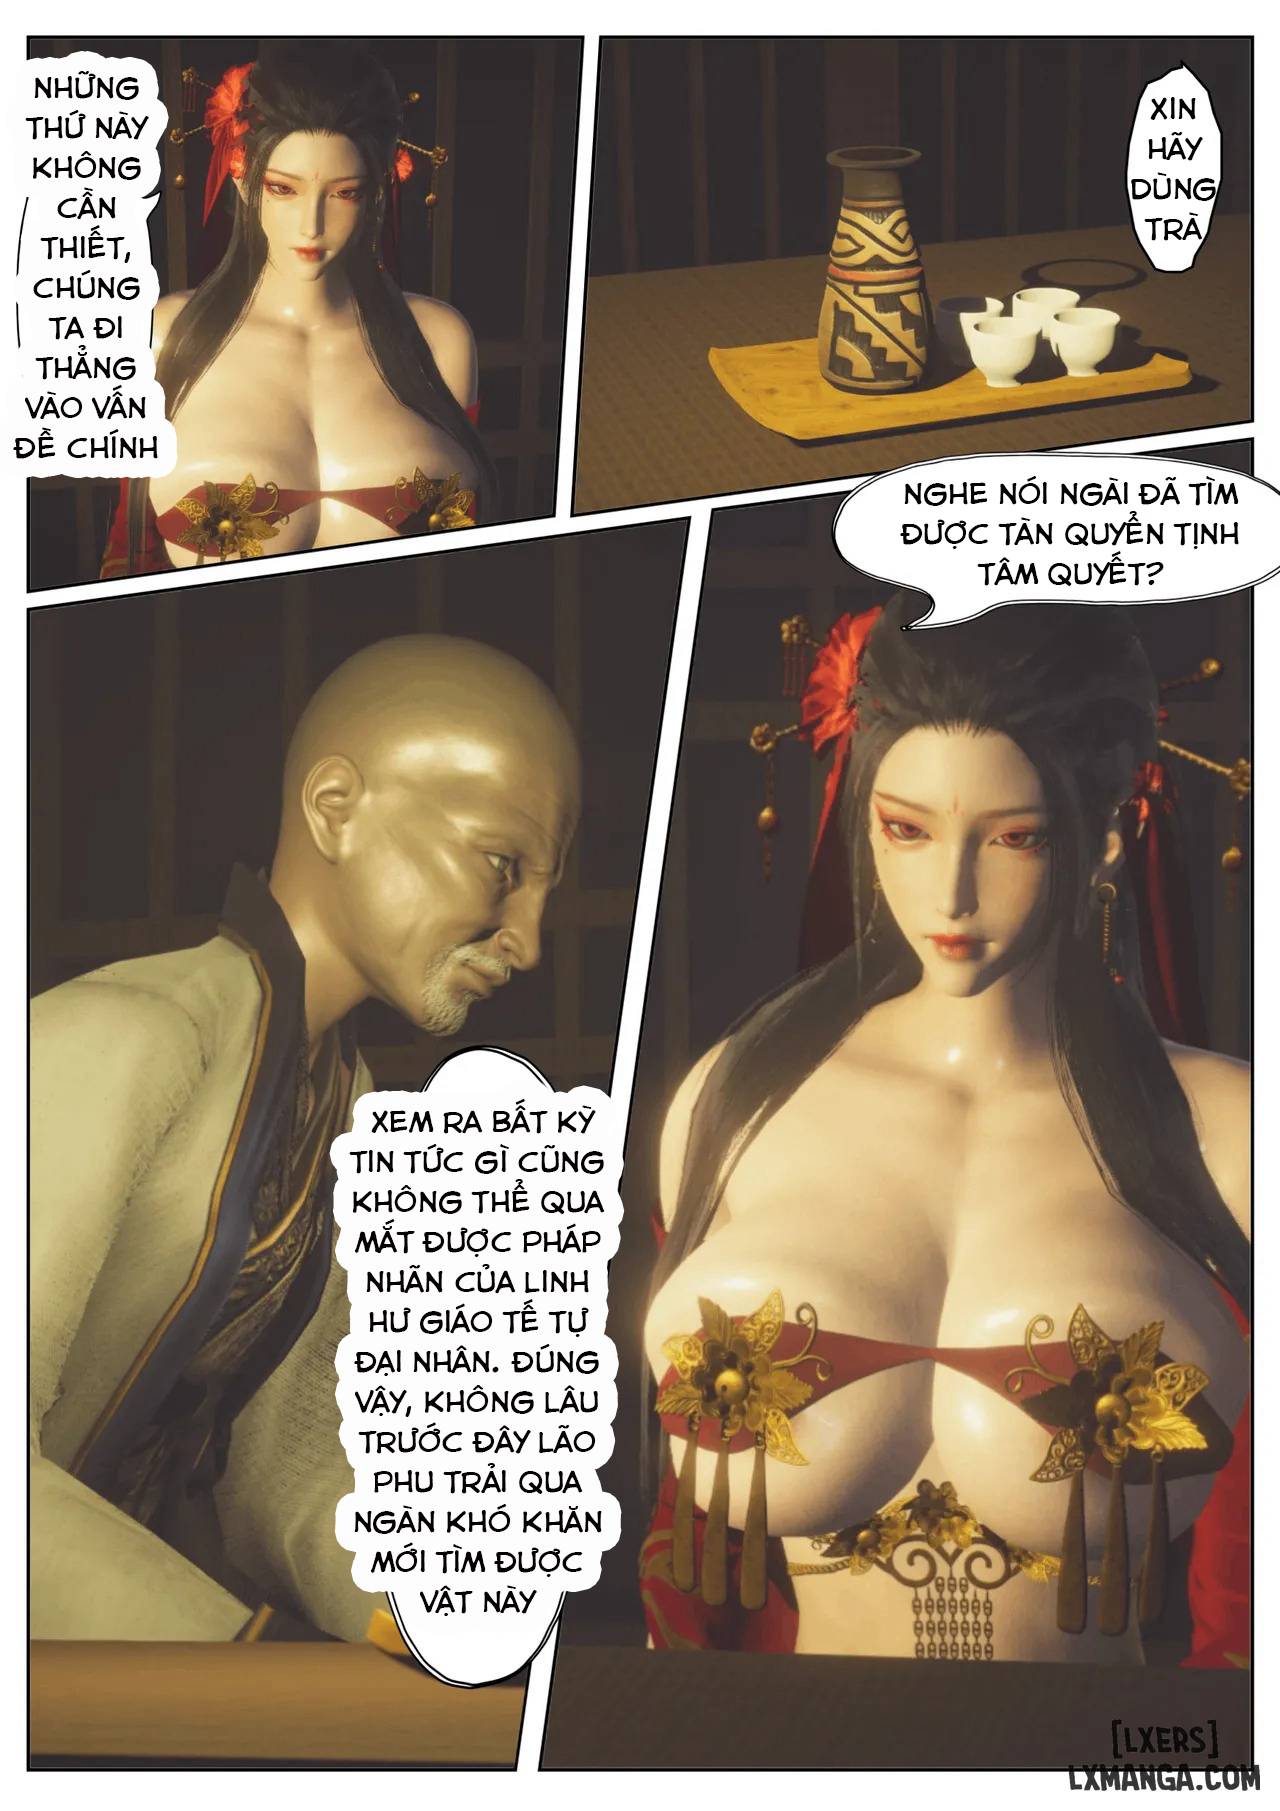 NHỮNG
THỨ NÀY
KHÔNG
CẦN
THIẾT,
CHÚNG
TA ĐI
THẲNG
VÀO VẤN
ĐỀ CHÍNH
XIN
HÃY
DÙNG
TRÀ
NGHE NÓI NGÀI ĐÃ TÌM
ĐƯỢC TÀN QUYỂN TỊNH
TÂM QUYẾT?
XEM RA BẤT KỲ
TIN TỨC GÌ CŨNG
KHÔNG THỂ QUA
MẮT ĐƯỢC PHÁP
NHÃN CỦA LINH
HƯ GIÁO TẾ TỰ
ĐẠI NHÂN. ĐÚNG
VẬY, KHÔNG LÂU
TRƯỚC ĐÂY LÃO
PHU TRẢI QUA
NGÀN KHÓ KHĂN
MỚI TÌM ĐƯỢC
VẬT NÀY
[LXERS]
LXMANGA.COM